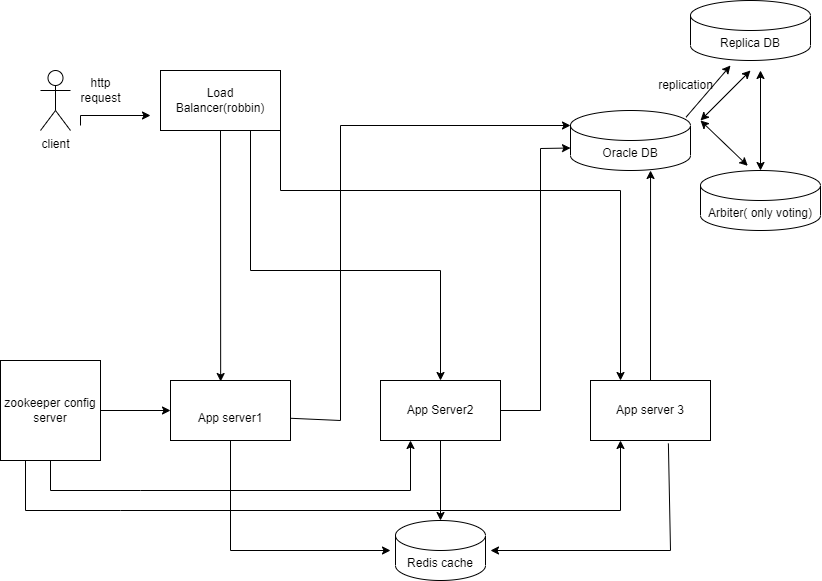 Replica DB
http
request
Load
Balancer(robbin)
replication
client
Oracle DB
Arbiter( only voting)
zookeeper config
server
App server1
App Server2
App server 3
Redis cache